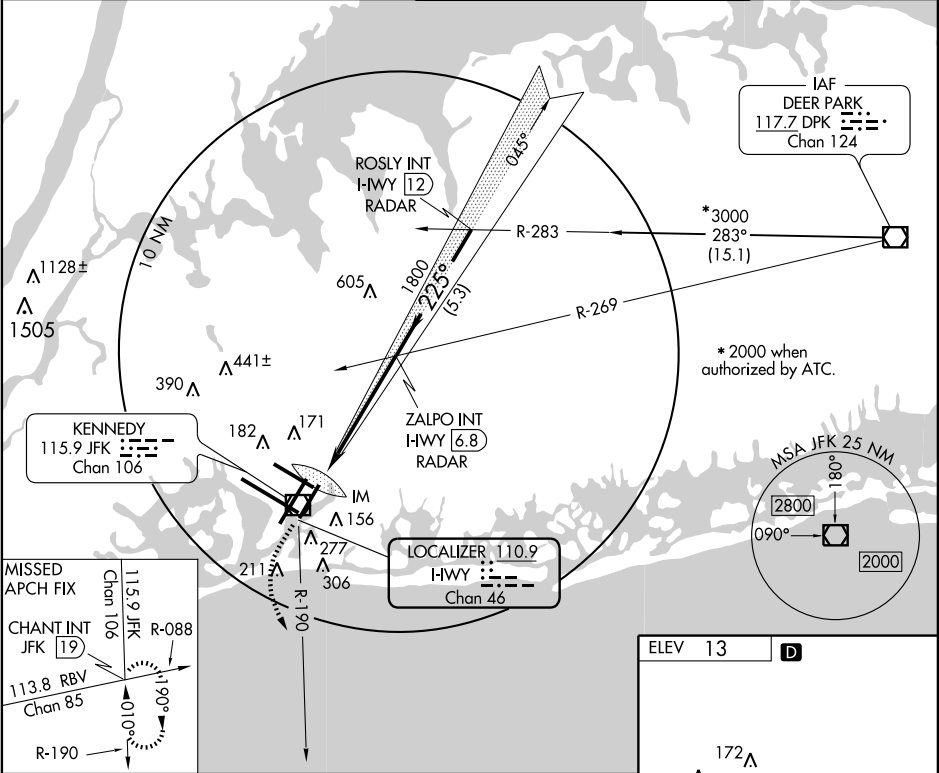 IAF
DEER PARK
117.7 DPK
Chan 124
ROSLY INT
I-IWY 12
RADAR
045°
*3000
283°
(15.1)
R-283
10 NM
1128±
1505
605
1800
225°
(5.3)
R-269
* 2000 when
authorized by ATC.
441±
390
KENNEDY
115.9 JFK
Chan 106
182
171
ZALPO INT
I-IWY 6.8
RADAR
IM
156
277
211
306
R-190
LOCALIZER 110.9
I-IWY
Chan 46
MSA JFK 25 NM
180°
2800
090°
2000
MISSED
APCH FIX
CHANT INT
JFK 19
115.9 JFK
Chan 106
R-088
113.8 RBV
Chan 85
190°
010°
R-190
ELEV 13
D
172